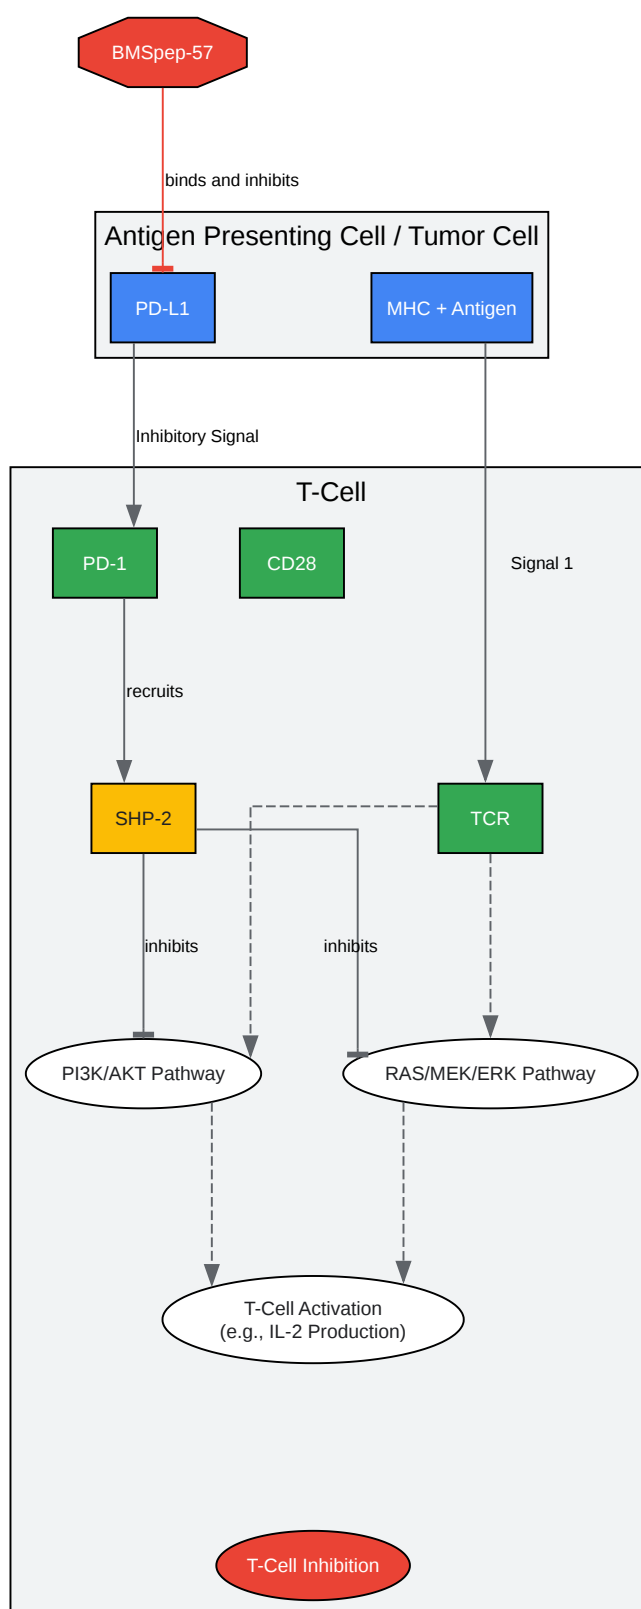 BMSpep-57
binds and inhibits
Antigen Presenting Cell / Tumor Cell
PD-L1
MHC + Antigen
Inhibitory Signal
T-Cell
PD-1
CD28
Signal 1
recruits
SHP-2
TCR
inhibits
inhibits
PI3K/AKT Pathway
RAS/MEK/ERK Pathway
T-Cell Activation
(e.g., IL-2 Production)
T-Cell Inhibition